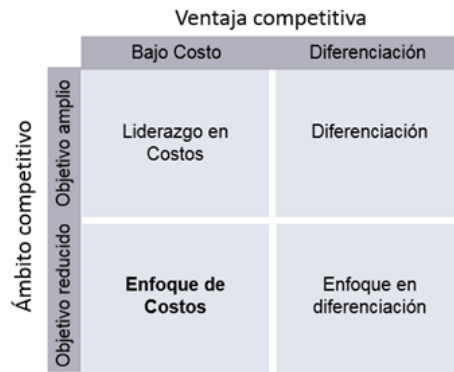 Ventaja competitiva
Bajo Costo
Diferenciación
Ámbito competitivo
Objetivo amplio
Liderazgo en
Costos
Diferenciación
Objetivo reducido
Enfoque de
Costos
Enfoque en
diferenciación